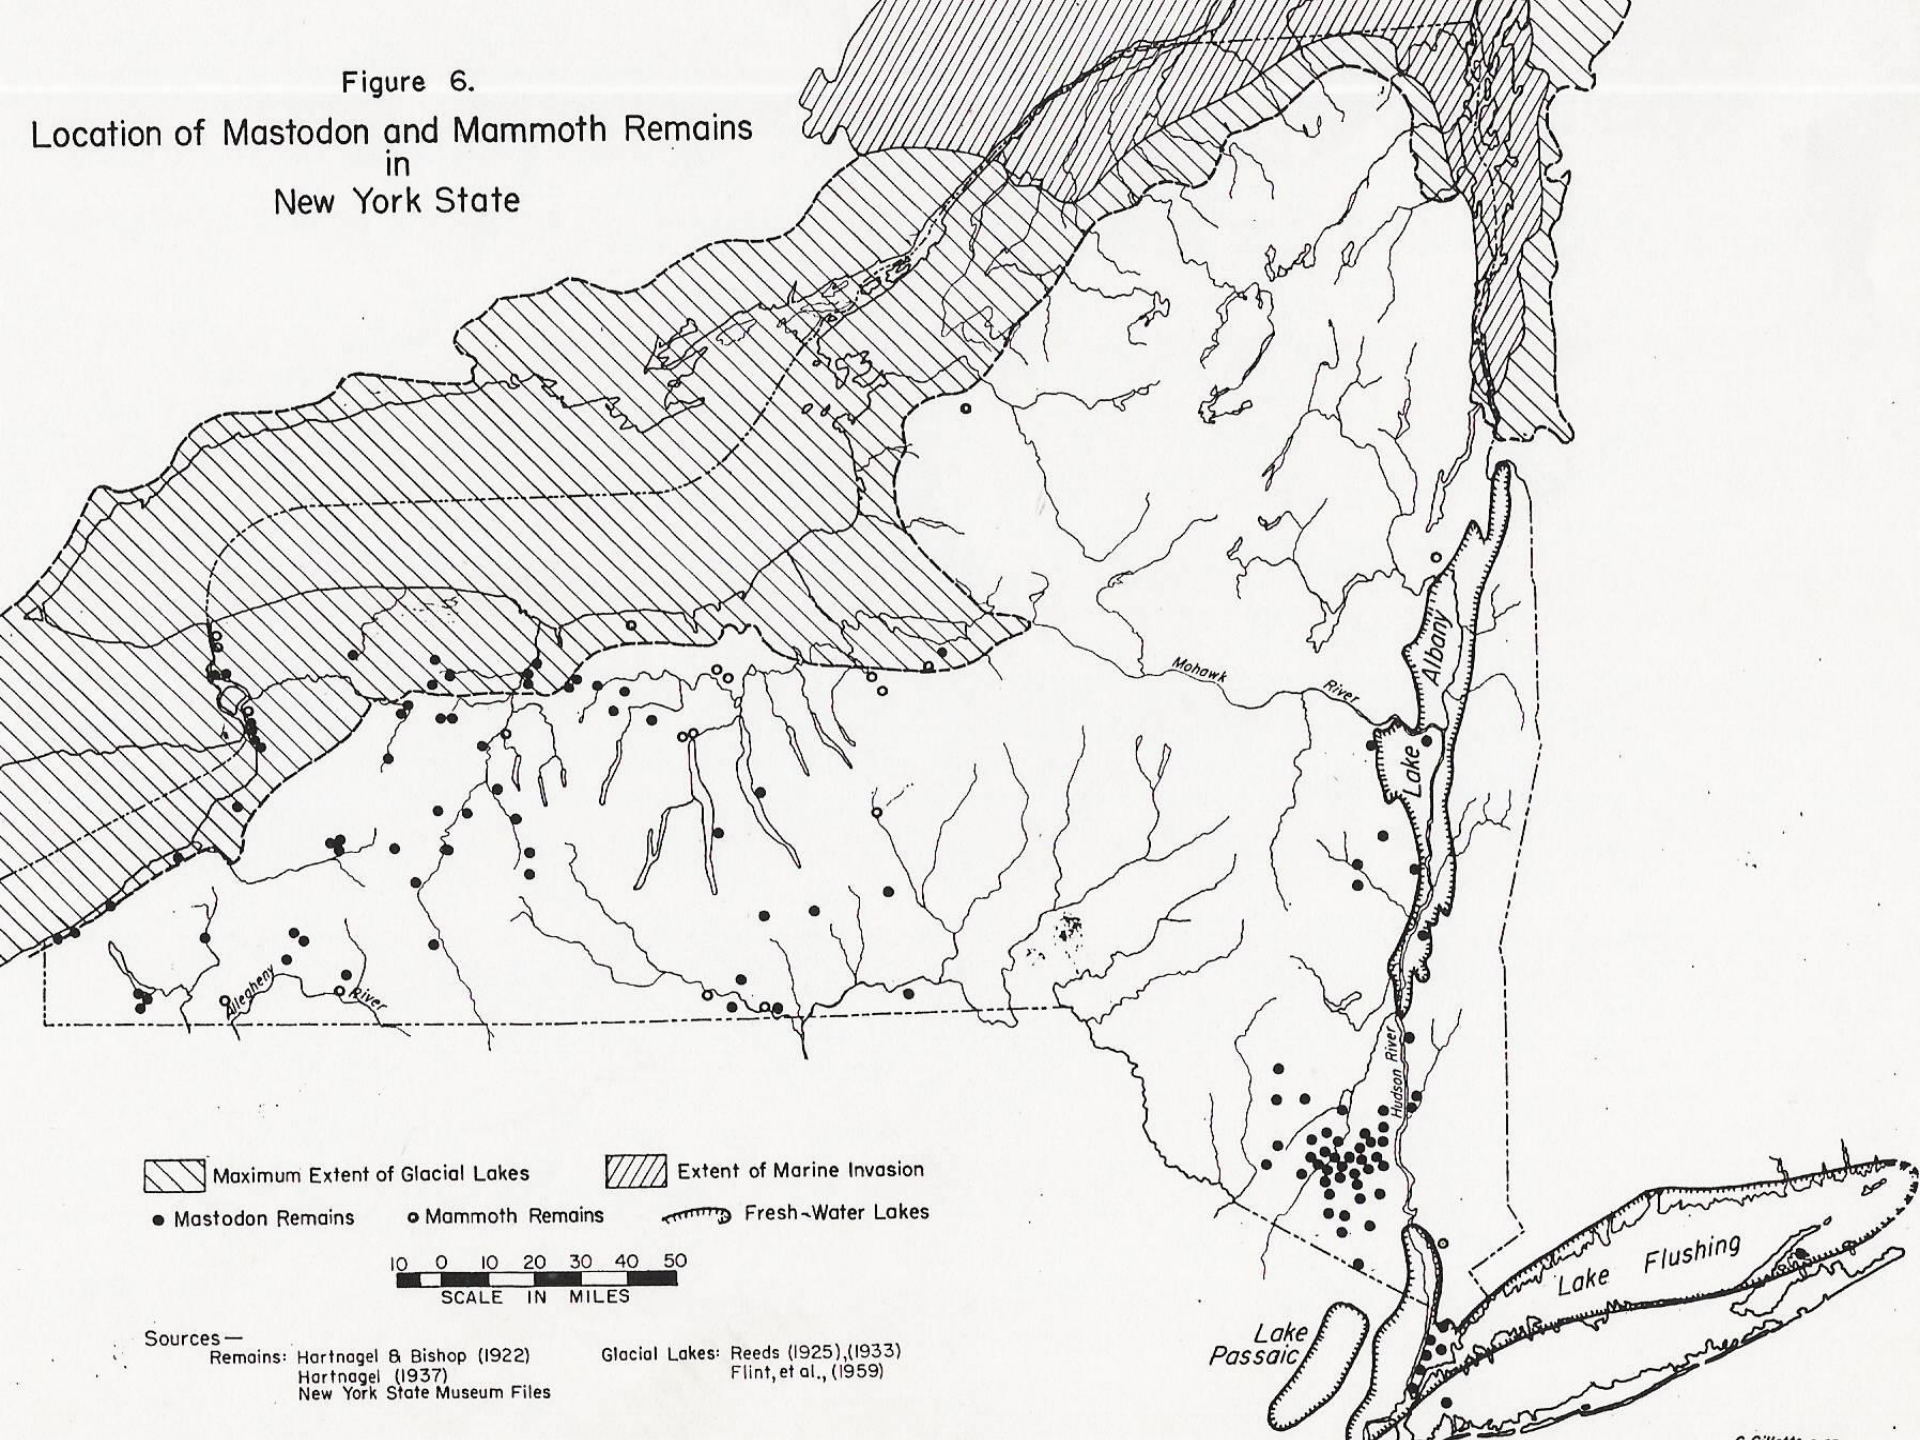 Figure 6.
Location of Mastodon and Mammoth Remains
in
New York State
Mohawk River
Lake Albany
Allegheny River
Hudson River
Maximum Extent of Glacial Lakes
Extent of Marine Invasion
Mastodon Remains
Mammoth Remains
Fresh-Water Lakes
10 0 10 20 30 40 50
SCALE IN MILES
Lake Flushing
Lake
Passaic
Sources—
Remains: Hartnagel & Bishop (1922)
Hartnagel (1937)
New York State Museum Files
Glacial Lakes: Reeds (1925),(1933)
Flint, et al., (1959)